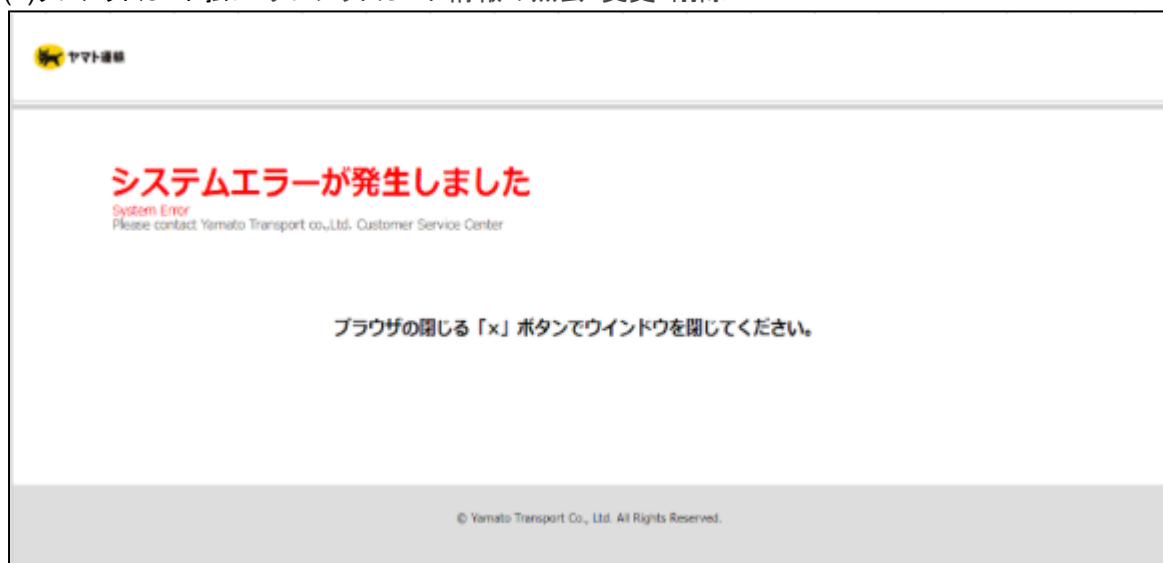 ヤマト運輸
システムエラーが発生しました
System Error
Please contact Yamato Transport co.,Ltd. Customer Service Center
ブラウザの閉じる「×」ボタンでウインドウを閉じてください。
© Yamato Transport Co., Ltd. All Rights Reserved.